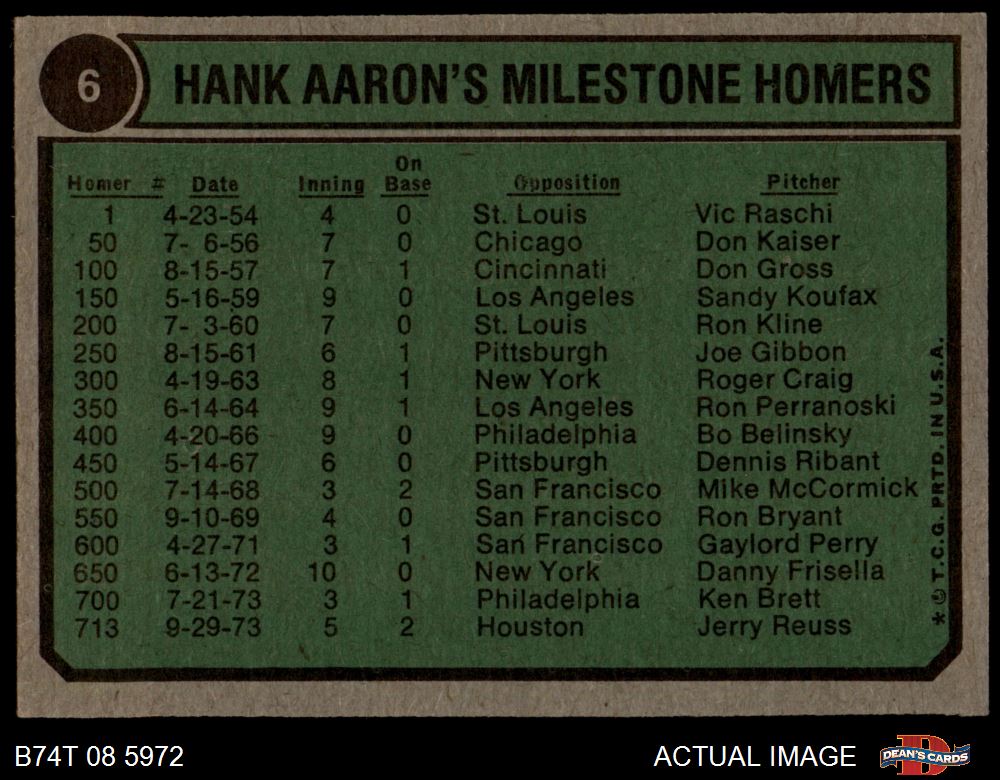 6
HANK AARON'S MILESTONE HOMERS
Homer # Date Inning On Base Opposition Pitcher
1 4-23-54 4 0 St. Louis Vic Raschi
50 7- 6-56 7 0 Chicago Don Kaiser
100 8-15-57 7 1 Cincinnati Don Gross
150 5-16-59 9 0 Los Angeles Sandy Koufax
200 7- 3-60 7 0 St. Louis Ron Kline
250 8-15-61 6 1 Pittsburgh Joe Gibbon
300 4-19-63 8 1 New York Roger Craig
350 6-14-64 9 1 Los Angeles Ron Perranoski
400 4-20-66 9 0 Philadelphia Bo Belinsky
450 5-14-67 6 0 Pittsburgh Dennis Ribant
500 7-14-68 3 2 San Francisco Mike McCormick
550 9-10-69 4 0 San Francisco Ron Bryant
600 4-27-71 3 1 San Francisco Gaylord Perry
650 6-13-72 10 0 New York Danny Frisella
700 7-21-73 3 1 Philadelphia Ken Brett
713 9-29-73 5 2 Houston Jerry Reuss
* © T.C.G. PRTD. IN U.S.A.
B74T 08 5972
ACTUAL IMAGE
DEAN'S CARDS